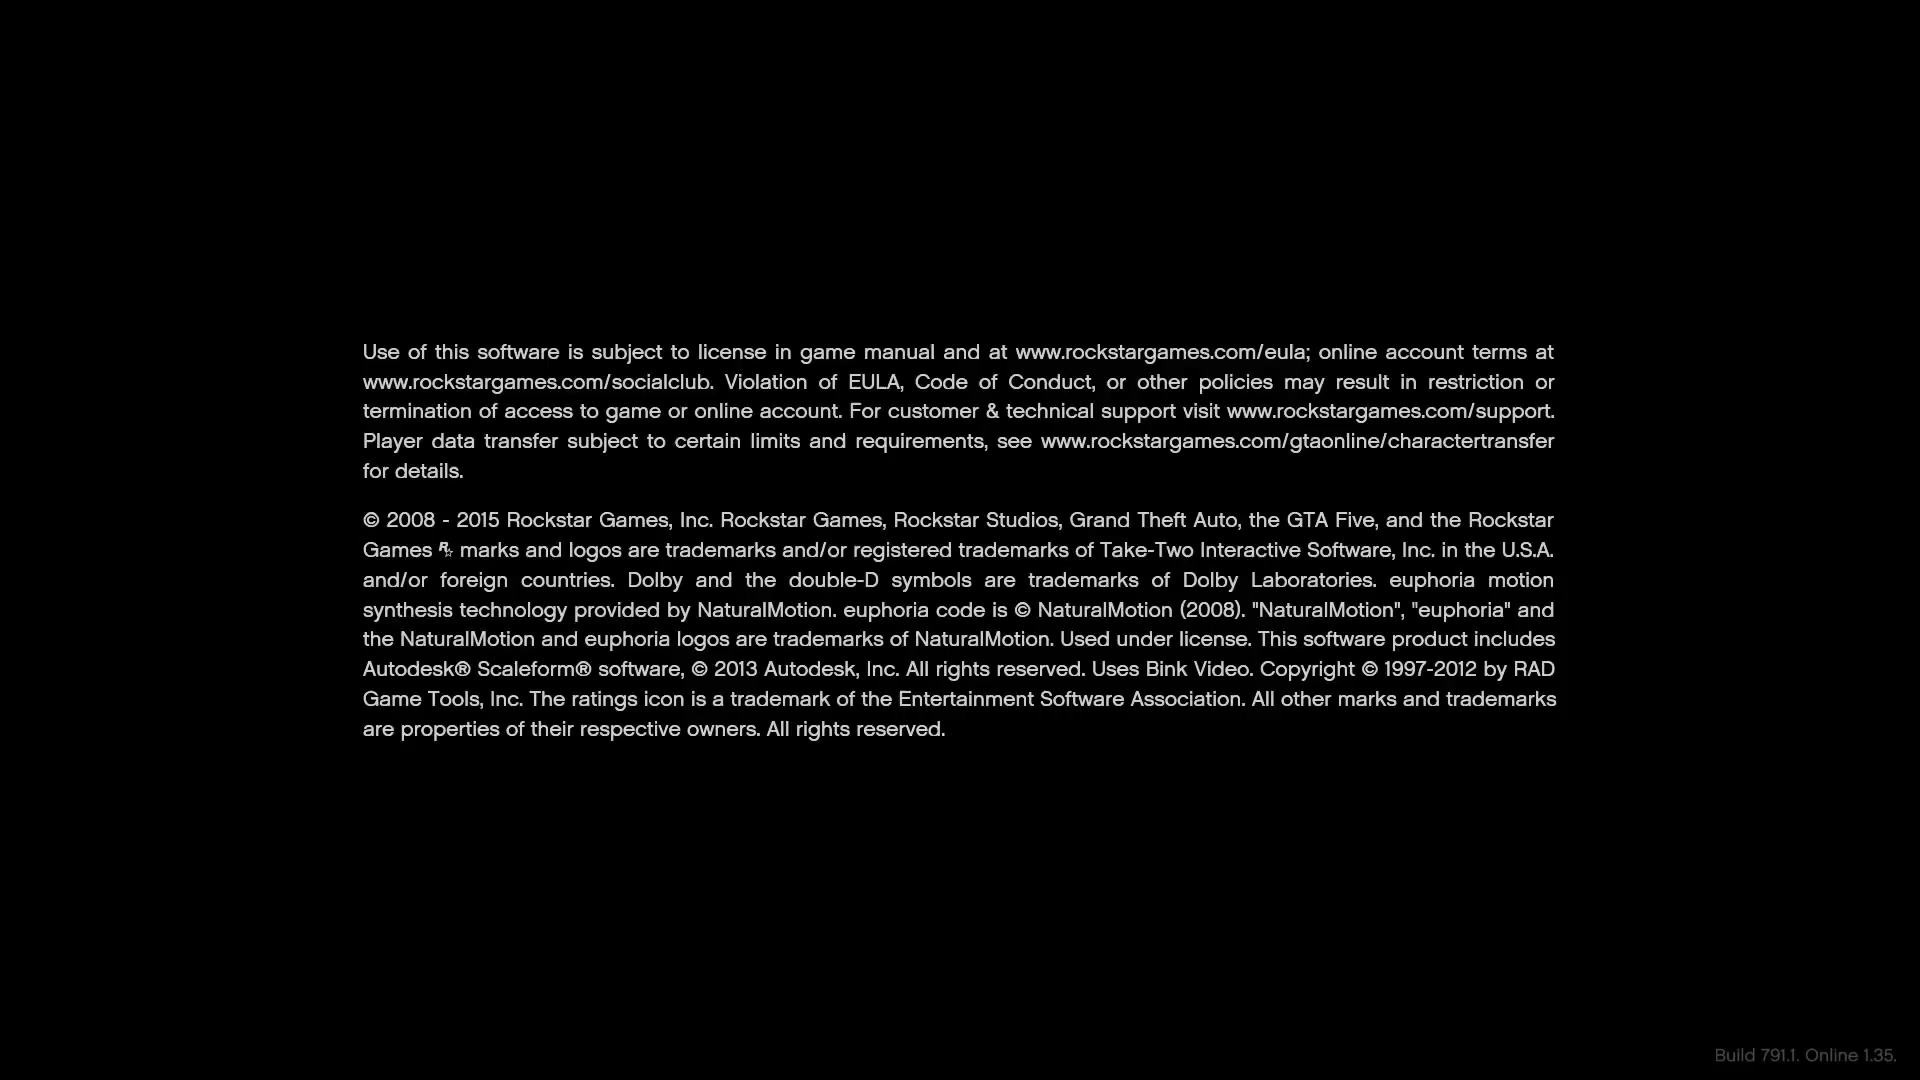 Use of this software is subject to license in game manual and at www.rockstargames.com/eula; online account terms at
www.rockstargames.com/socialclub. Violation of EULA, Code of Conduct, or other policies may result in restriction or
termination of access to game or online account. For customer & technical support visit www.rockstargames.com/support.
Player data transfer subject to certain limits and requirements, see www.rockstargames.com/gtaonline/charactertransfer
for details.
© 2008 - 2015 Rockstar Games, Inc. Rockstar Games, Rockstar Studios, Grand Theft Auto, the GTA Five, and the Rockstar
Games R* marks and logos are trademarks and/or registered trademarks of Take-Two Interactive Software, Inc. in the U.S.A.
and/or foreign countries. Dolby and the double-D symbols are trademarks of Dolby Laboratories. euphoria motion
synthesis technology provided by NaturalMotion. euphoria code is © NaturalMotion (2008). "NaturalMotion", "euphoria" and
the NaturalMotion and euphoria logos are trademarks of NaturalMotion. Used under license. This software product includes
Autodesk® Scaleform® software, © 2013 Autodesk, Inc. All rights reserved. Uses Bink Video. Copyright © 1997-2012 by RAD
Game Tools, Inc. The ratings icon is a trademark of the Entertainment Software Association. All other marks and trademarks
are properties of their respective owners. All rights reserved.
Build 791.1. Online 1.35.